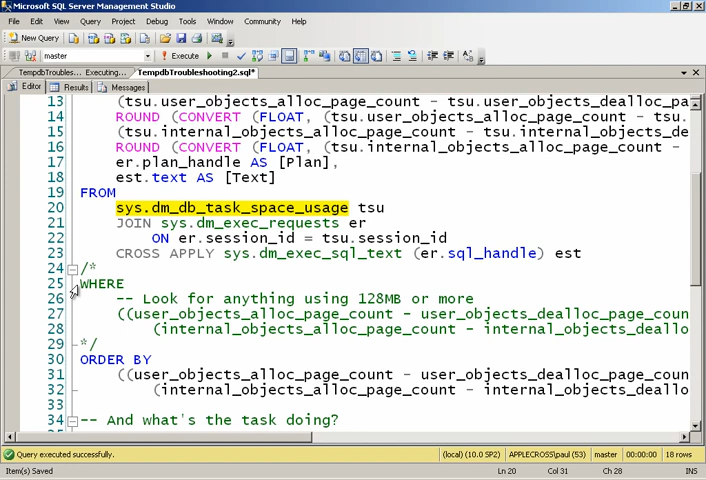 Microsoft SQL Server Management Studio
File Edit View Query Project Debug Tools Window Community Help
New Query
master Execute
TempdbTroubles... Executing... TempdbTroubleshooting2.sql*
Editor Results Messages
13 (tsu.user_objects_alloc_page_count - tsu.user_objects_dealloc_pa
14 ROUND (CONVERT (FLOAT, (tsu.user_objects_alloc_page_count - tsu.
15 (tsu.internal_objects_alloc_page_count - tsu.internal_objects_de
16 ROUND (CONVERT (FLOAT, (tsu.internal_objects_alloc_page_count -
17 er.plan_handle AS [Plan],
18 est.text AS [Text]
19 FROM
20 sys.dm_db_task_space_usage tsu
21 JOIN sys.dm_exec_requests er
22 ON er.session_id = tsu.session_id
23 CROSS APPLY sys.dm_exec_sql_text (er.sql_handle) est
24 /*
25 WHERE
26 -- Look for anything using 128MB or more
27 ((user_objects_alloc_page_count - user_objects_dealloc_page_coun
28 (internal_objects_alloc_page_count - internal_objects_deallo
29 */
30 ORDER BY
31 ((user_objects_alloc_page_count - user_objects_dealloc_page_coun
32 (internal_objects_alloc_page_count - internal_objects_deallo
33
34 -- And what's the task doing?
Query executed successfully. (local) (10.0 SP2) APPLECROSS\paul (53) master 00:00:00 18 rows
Item(s) Saved Ln 20 Col 31 Ch 28 INS